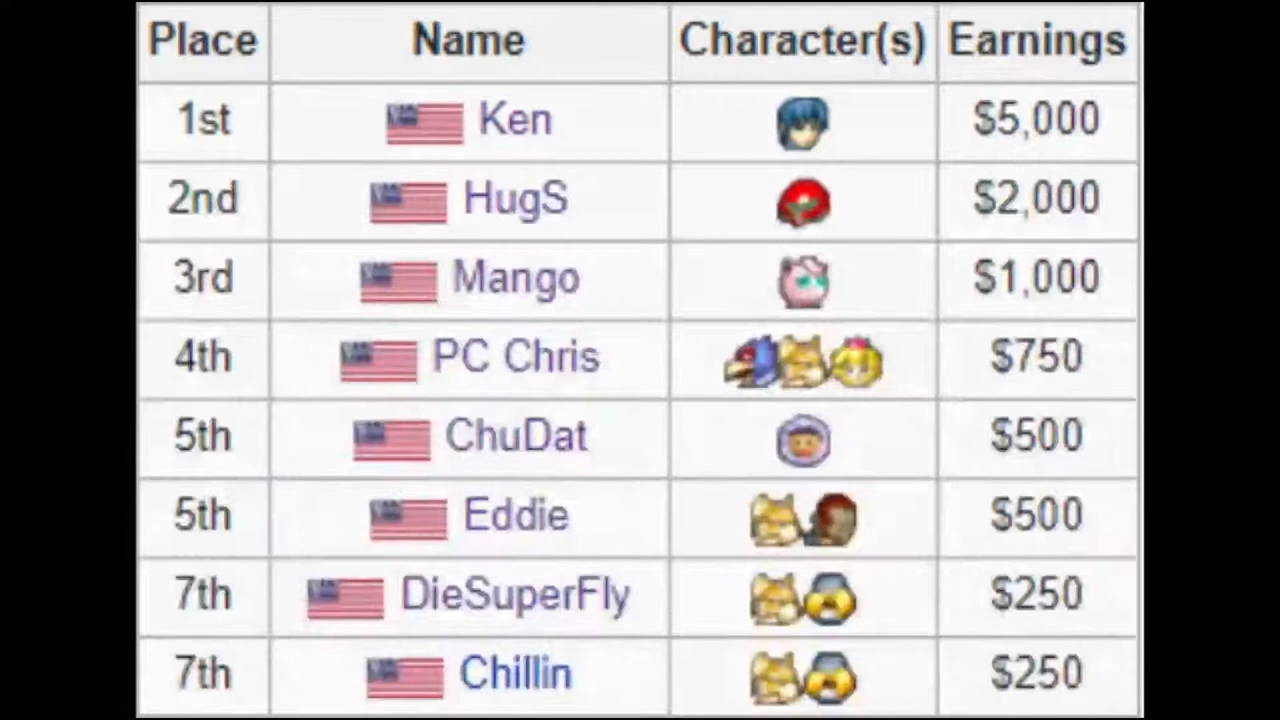 Place Name Character(s) Earnings
1st Ken $5,000
2nd HugS $2,000
3rd Mango $1,000
4th PC Chris $750
5th ChuDat $500
5th Eddie $500
7th DieSuperFly $250
7th Chillin $250